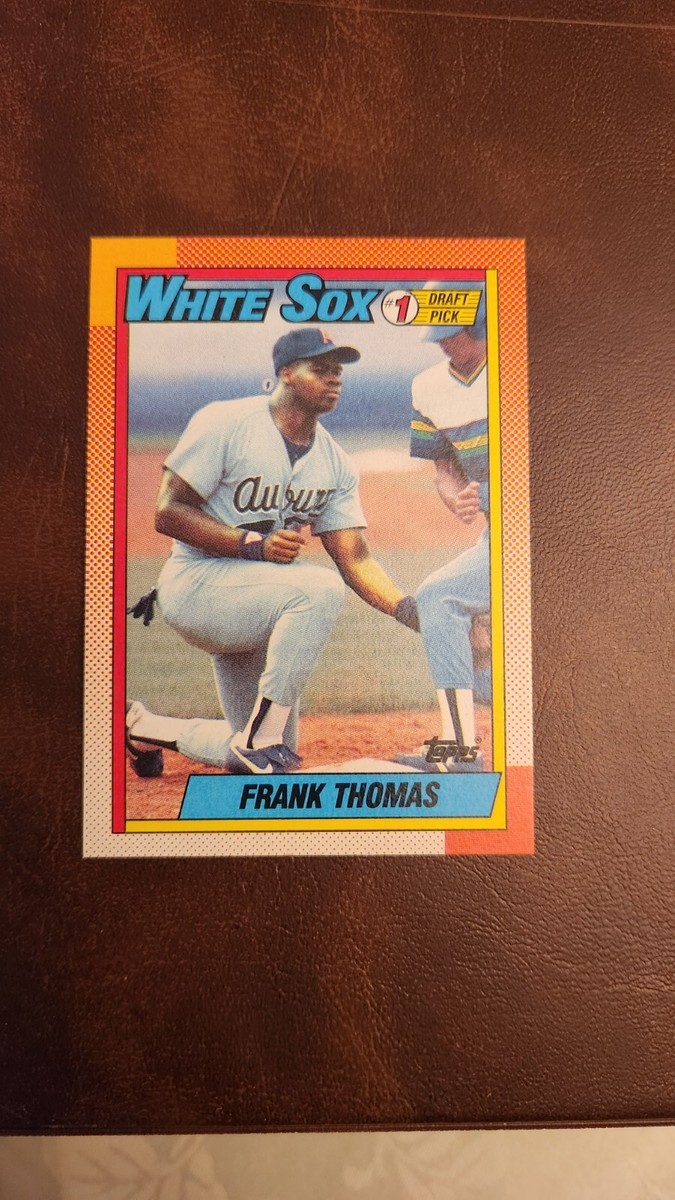 WHITE SOX #1 DRAFT PICK
Auburn
topps®
FRANK THOMAS